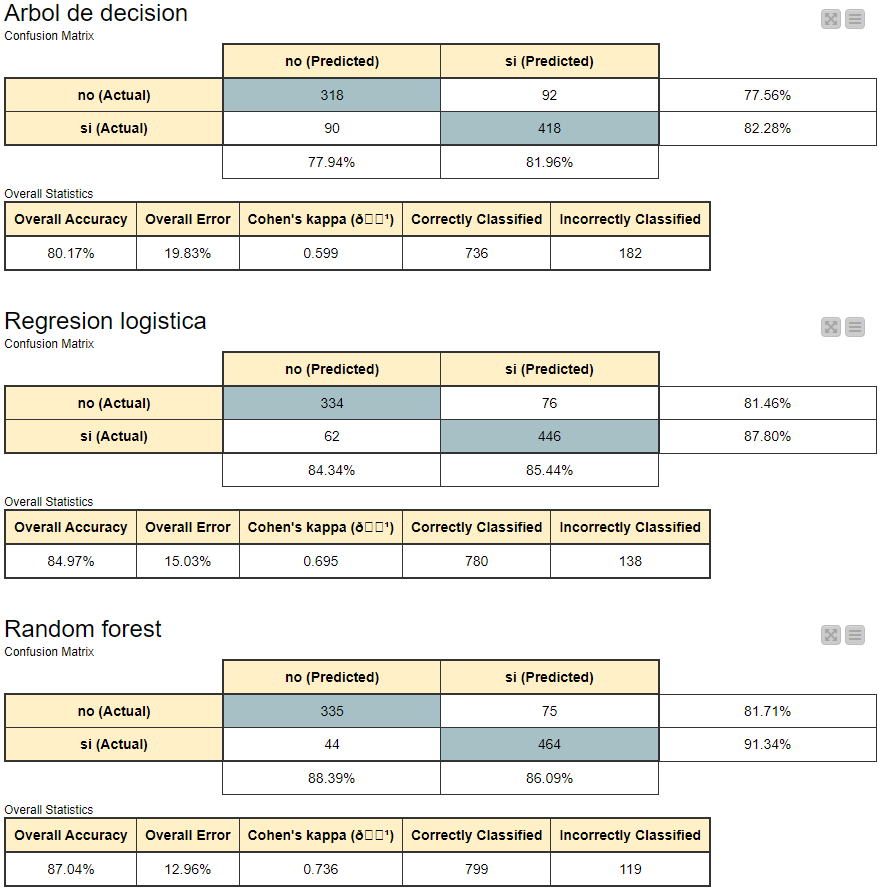 Arbol de decision
Confusion Matrix
no (Predicted) si (Predicted)
no (Actual) 318 92 77.56%
si (Actual) 90 418 82.28%
77.94% 81.96%
Overall Statistics
Overall Accuracy Overall Error Cohen's kappa (ð□□¹) Correctly Classified Incorrectly Classified
80.17% 19.83% 0.599 736 182
Regresion logistica
Confusion Matrix
no (Predicted) si (Predicted)
no (Actual) 334 76 81.46%
si (Actual) 62 446 87.80%
84.34% 85.44%
Overall Statistics
Overall Accuracy Overall Error Cohen's kappa (ð□□¹) Correctly Classified Incorrectly Classified
84.97% 15.03% 0.695 780 138
Random forest
Confusion Matrix
no (Predicted) si (Predicted)
no (Actual) 335 75 81.71%
si (Actual) 44 464 91.34%
88.39% 86.09%
Overall Statistics
Overall Accuracy Overall Error Cohen's kappa (ð□□¹) Correctly Classified Incorrectly Classified
87.04% 12.96% 0.736 799 119